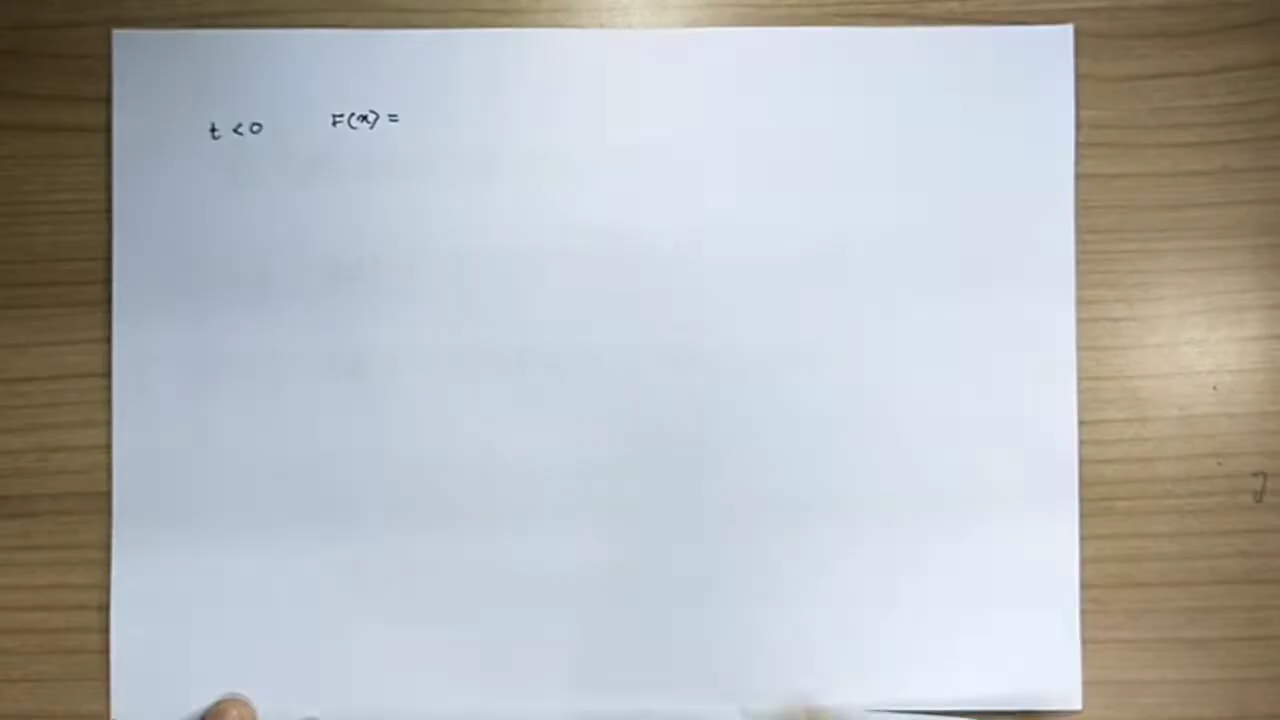 t < 0 F(x) =